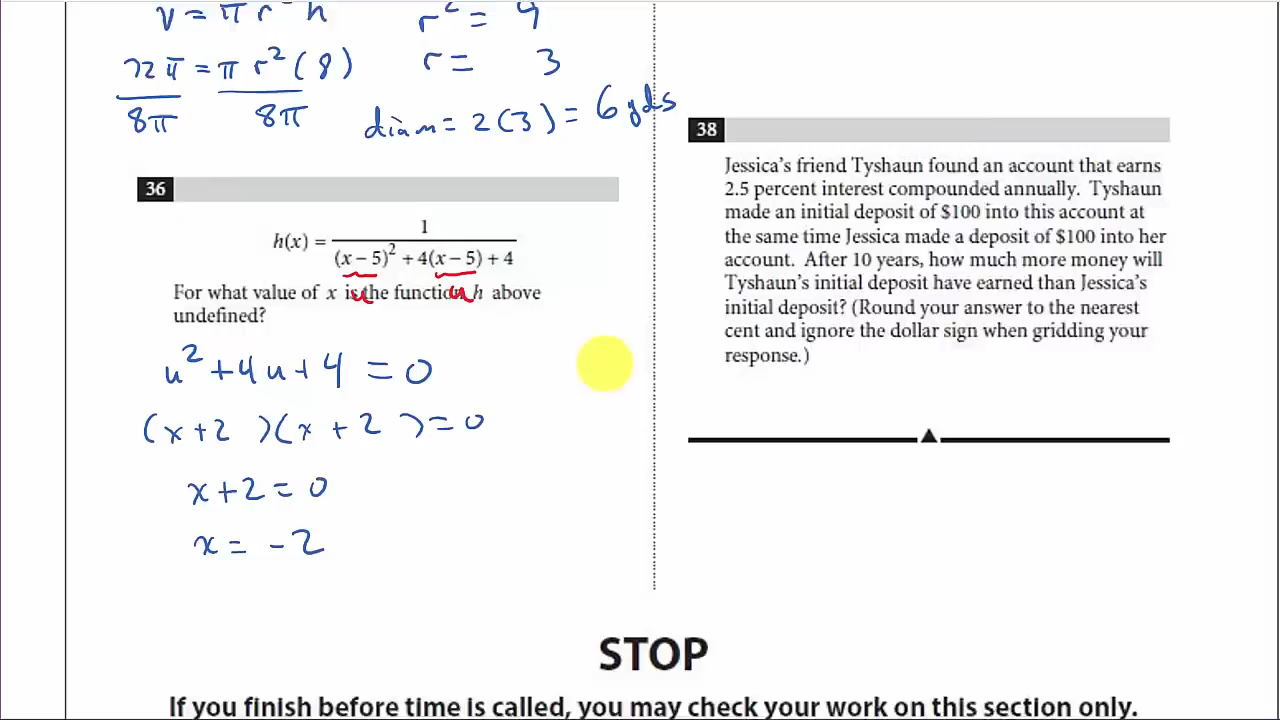 V = π r² h
72π = π r² (8)
8π 8π
r² = 9
r = 3
diam = 2(3) = 6 yds
36
h(x) = 1 / (x − 5)² + 4(x − 5) + 4
u u
For what value of x is the function h above
undefined?
u² + 4u + 4 = 0
(x + 2)(x + 2) = 0
x + 2 = 0
x = -2
38
Jessica's friend Tyshaun found an account that earns
2.5 percent interest compounded annually. Tyshaun
made an initial deposit of $100 into this account at
the same time Jessica made a deposit of $100 into her
account. After 10 years, how much more money will
Tyshaun's initial deposit have earned than Jessica's
initial deposit? (Round your answer to the nearest
cent and ignore the dollar sign when gridding your
response.)
STOP
If you finish before time is called, you may check your work on this section only.